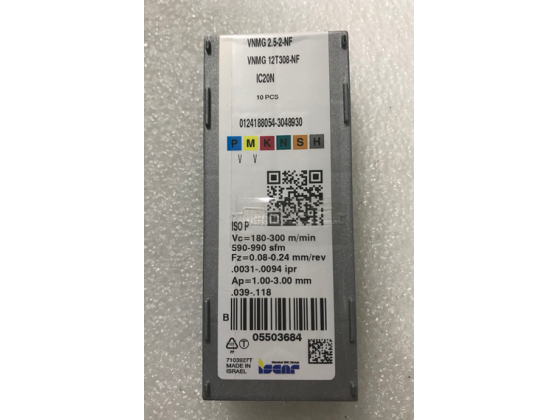 VNMG 2.5-2-NF
VNMG 12T308-NF
IC20N
10 PCS
0124188054-3048930
P M K N S H
V V
ISO P
Vc=180-300 m/min
590-990 sfm
Fz=0.08-0.24 mm/rev
.0031-.0094 ipr
Ap=1.00-3.00 mm
.039-.118
B
05503684
T
7103927T
MADE IN
ISRAEL
ISCAR